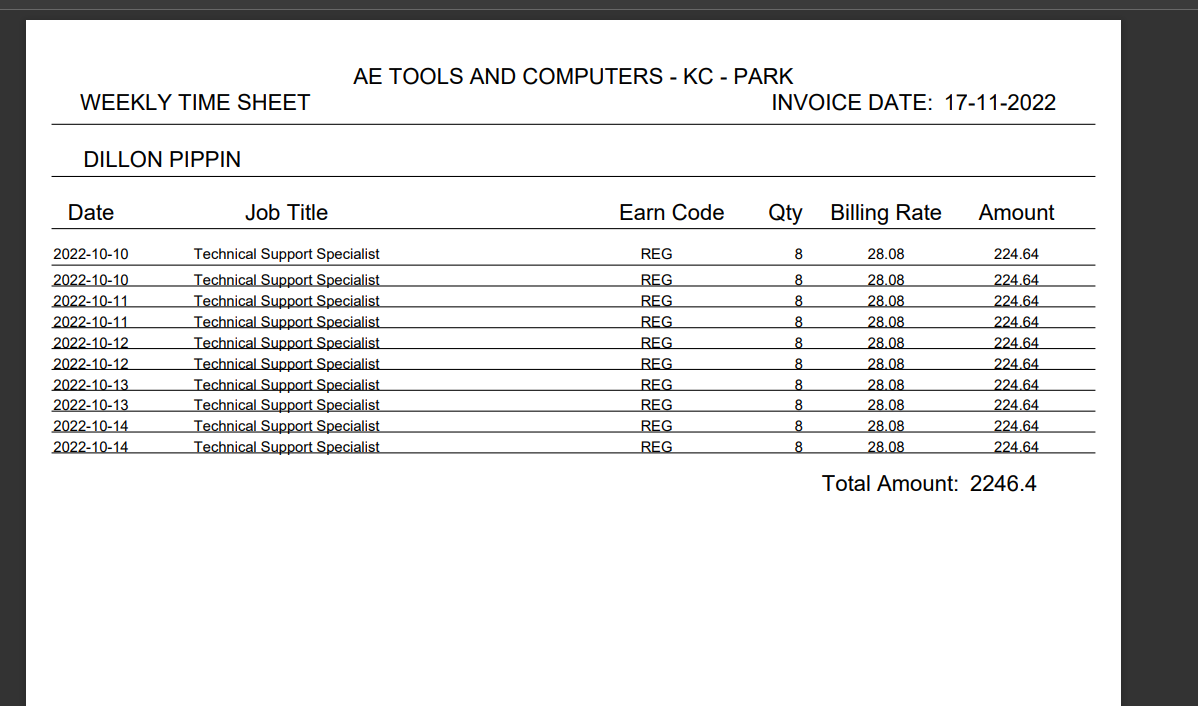 AE TOOLS AND COMPUTERS - KC - PARK
WEEKLY TIME SHEET INVOICE DATE: 17-11-2022
DILLON PIPPIN
Date Job Title Earn Code Qty Billing Rate Amount
2022-10-10 Technical Support Specialist REG 8 28.08 224.64
2022-10-10 Technical Support Specialist REG 8 28.08 224.64
2022-10-11 Technical Support Specialist REG 8 28.08 224.64
2022-10-11 Technical Support Specialist REG 8 28.08 224.64
2022-10-12 Technical Support Specialist REG 8 28.08 224.64
2022-10-12 Technical Support Specialist REG 8 28.08 224.64
2022-10-13 Technical Support Specialist REG 8 28.08 224.64
2022-10-13 Technical Support Specialist REG 8 28.08 224.64
2022-10-14 Technical Support Specialist REG 8 28.08 224.64
2022-10-14 Technical Support Specialist REG 8 28.08 224.64
Total Amount: 2246.4